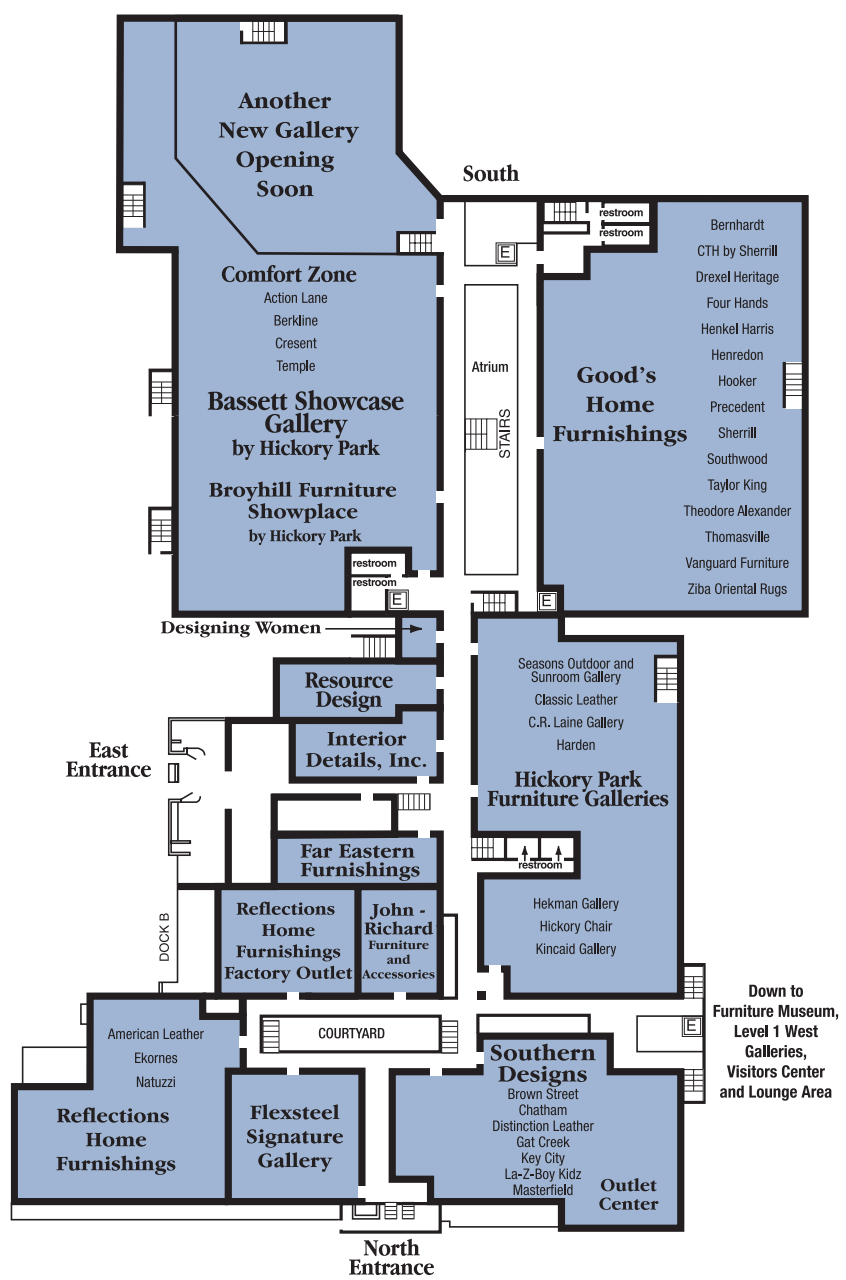 Another
New Gallery
Opening
Soon
South
restroom
restroom
E
Comfort Zone
Action Lane
Berkline
Cresent
Temple
Bassett Showcase
Gallery
by Hickory Park
Broyhill Furniture
Showplace
by Hickory Park
restroom
restroom
E
Atrium
STAIRS
E
Good's
Home
Furnishings
Bernhardt
CTH by Sherrill
Drexel Heritage
Four Hands
Henkel Harris
Henredon
Hooker
Precedent
Sherrill
Southwood
Taylor King
Theodore Alexander
Thomasville
Vanguard Furniture
Ziba Oriental Rugs
Designing Women
Resource
Design
Interior
Details, Inc.
East
Entrance
Seasons Outdoor and
Sunroom Gallery
Classic Leather
C.R. Laine Gallery
Harden
Hickory Park
Furniture Galleries
restroom
Hekman Gallery
Hickory Chair
Kincaid Gallery
Far Eastern
Furnishings
DOCK B
Reflections
Home
Furnishings
Factory Outlet
John -
Richard
Furniture
and
Accessories
COURTYARD
E
Down to
Furniture Museum,
Level 1 West
Galleries,
Visitors Center
and Lounge Area
American Leather
Ekornes
Natuzzi
Reflections
Home
Furnishings
Flexsteel
Signature
Gallery
Southern
Designs
Brown Street
Chatham
Distinction Leather
Gat Creek
Key City
La-Z-Boy Kidz
Masterfield
Outlet
Center
North
Entrance